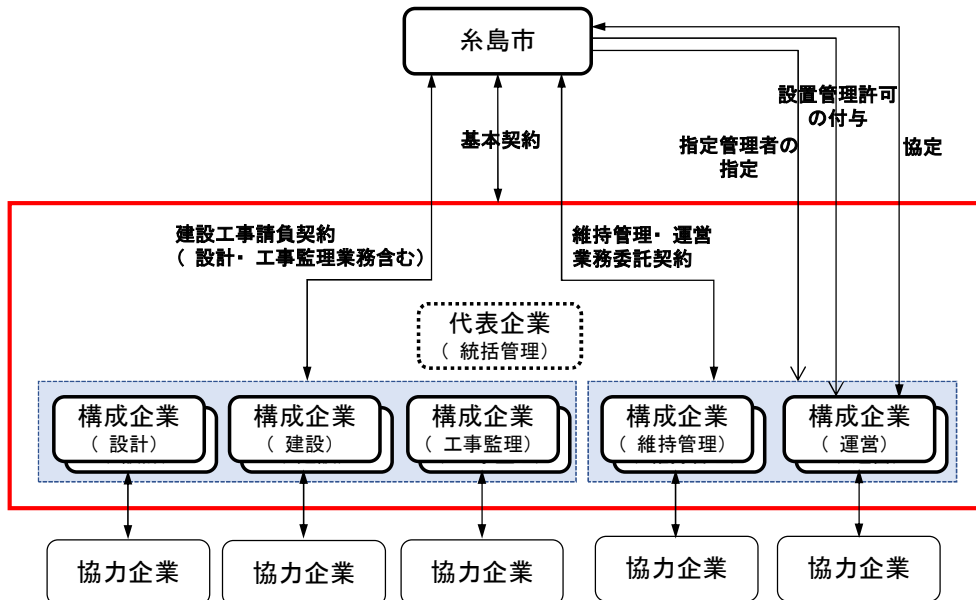 糸島市
設置管理許可
の付与
基本契約
指定管理者の
指定
協定
建設工事請負契約
（ 設計・ 工事監理業務含む）
維持管理・ 運営
業務委託契約
代表企業
（ 統括管理）
構成企業
（ 設計）
構成企業
（ 建設）
構成企業
（ 工事監理）
構成企業
（ 維持管理）
構成企業
（ 運営）
協力企業
協力企業
協力企業
協力企業
協力企業